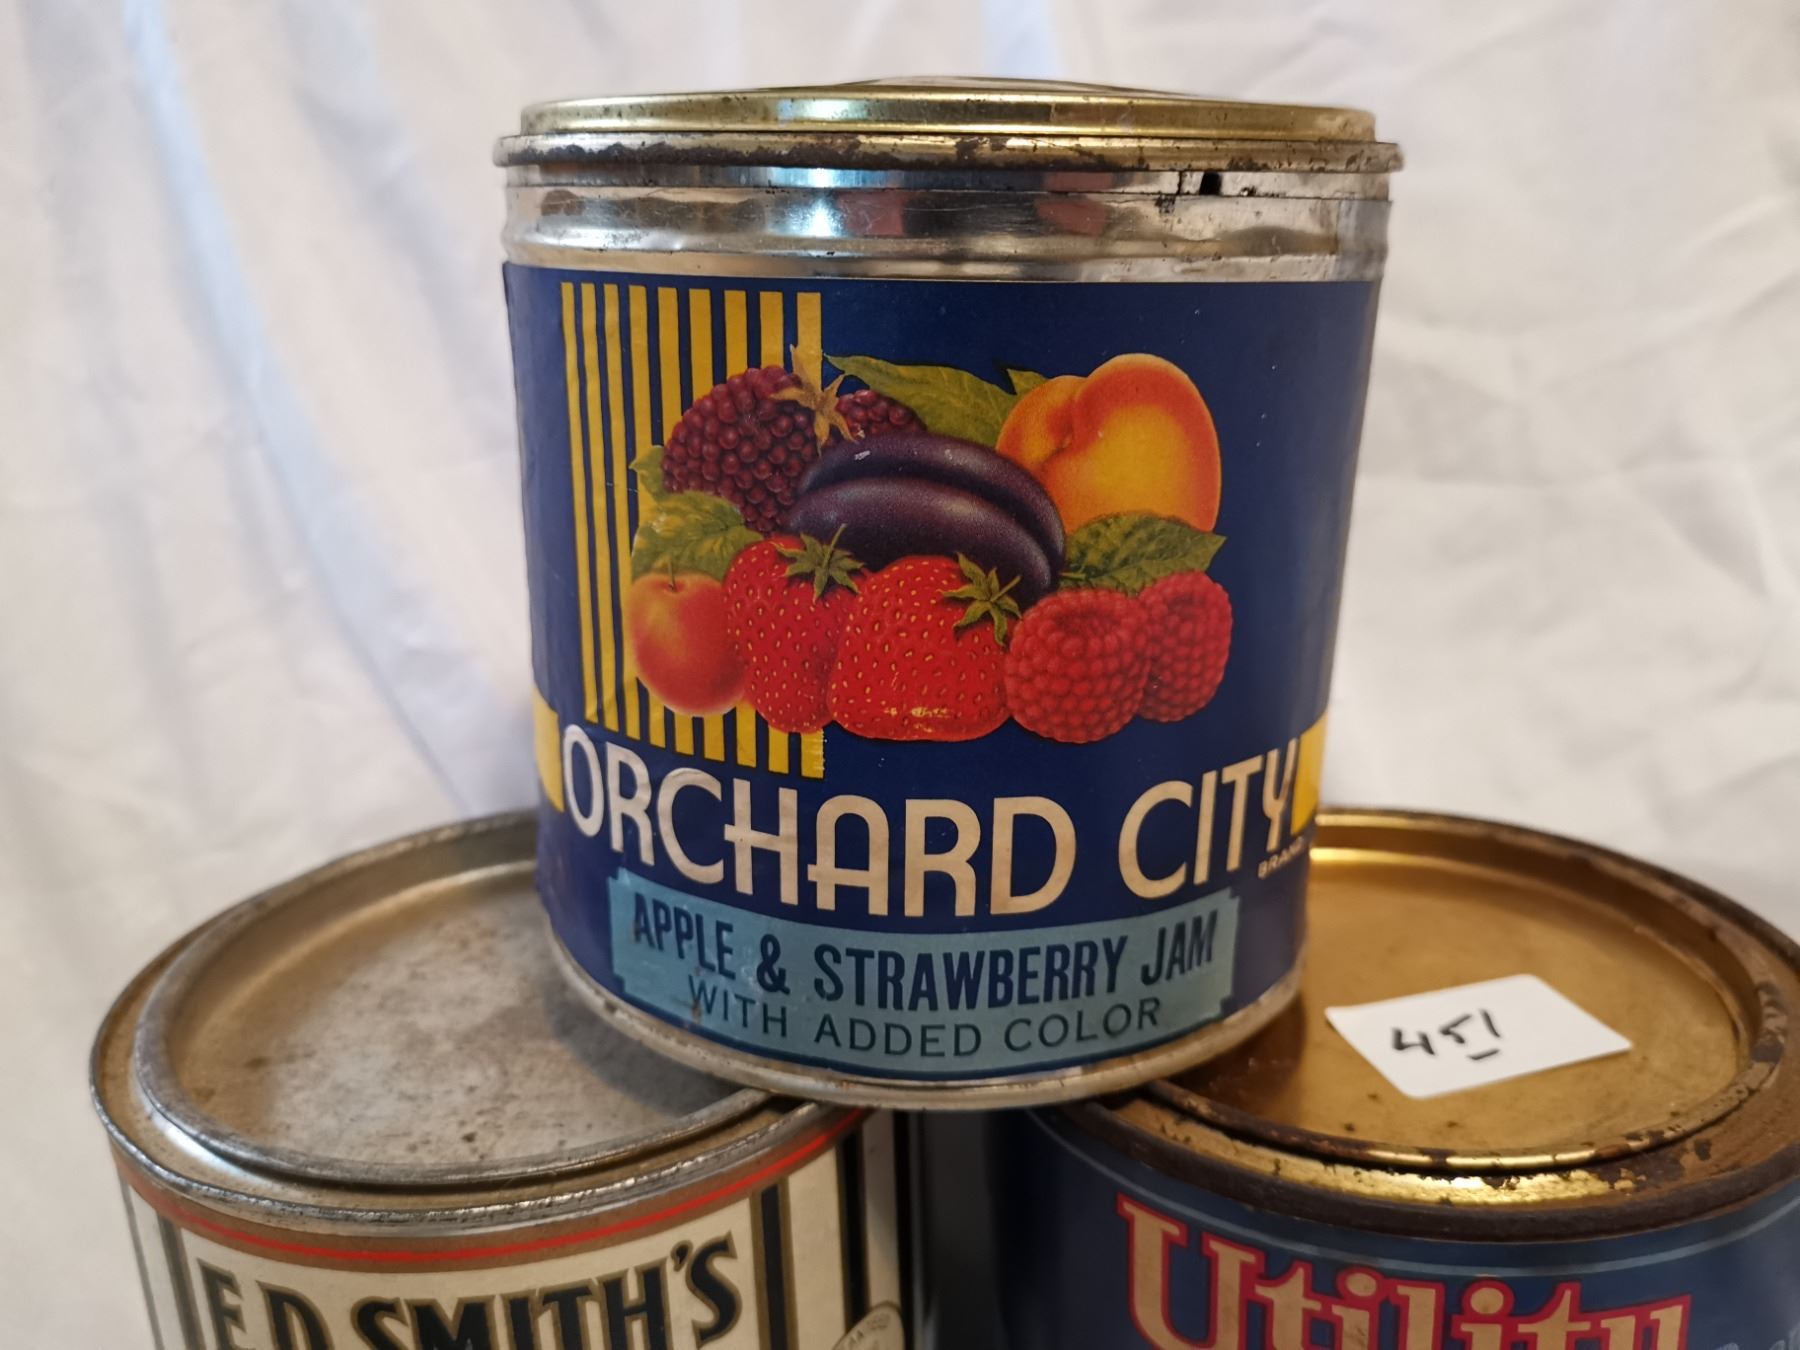 ORCHARD CITY
BRAND
APPLE & STRAWBERRY JAM
WITH ADDED COLOR
451
E.D. SMITH'S
Utility